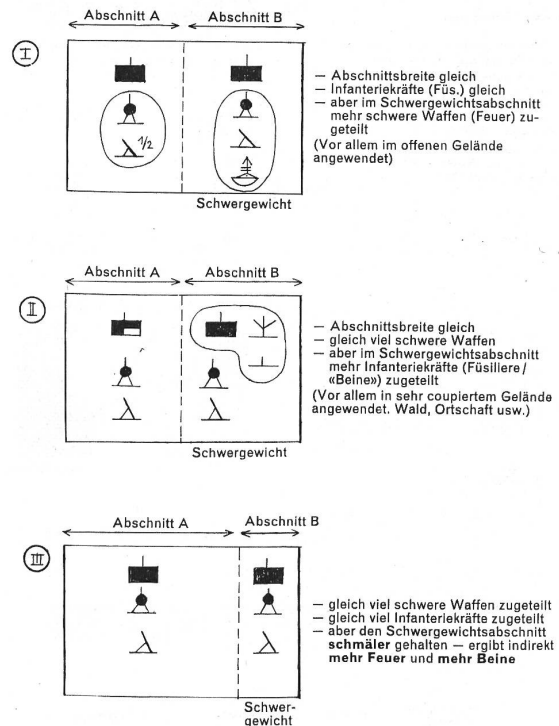 Abschnitt A Abschnitt B
I
— Abschnittsbreite gleich
— Infanteriekräfte (Füs.) gleich
— aber im Schwergewichtsabschnitt
mehr schwere Waffen (Feuer) zu-
geteilt
(Vor allem im offenen Gelände
angewendet)
1/2
Schwergewicht
Abschnitt A Abschnitt B
II
— Abschnittsbreite gleich
— gleich viel schwere Waffen
— aber im Schwergewichtsabschnitt
mehr Infanteriekräfte (Füsiliere /
«Beine») zugeteilt
(Vor allem in sehr coupiertem Gelände
angewendet. Wald, Ortschaft usw.)
Schwergewicht
Abschnitt A Abschnitt B
III
— gleich viel schwere Waffen zugeteilt
— gleich viel Infanteriekräfte zugeteilt
— aber den Schwergewichtsabschnitt
schmäler gehalten — ergibt indirekt
mehr Feuer und mehr Beine
Schwer-
gewicht